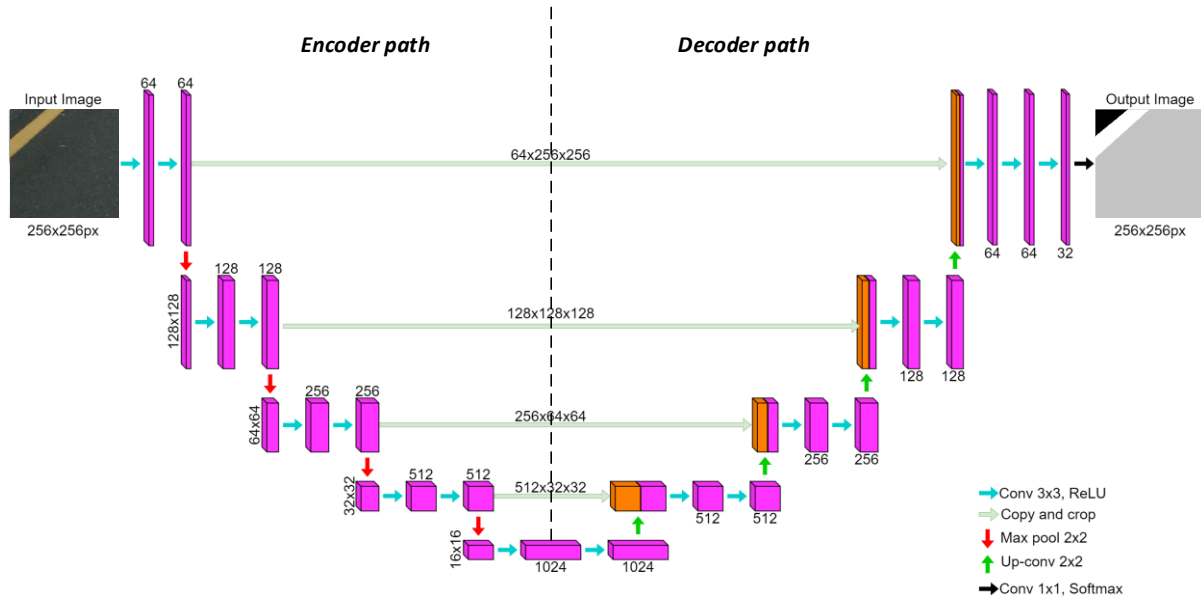 Encoder path
Decoder path
Input Image
64
64
64x256x256
Output Image
256x256px
64
64
32
256x256px
128
128
128x128
128x128x128
128
128
256
256
64x64
256x64x64
256
256
512
512
32x32
512x32x32
512
512
16x16
1024
1024
Conv 3x3, ReLU
Copy and crop
Max pool 2x2
Up-conv 2x2
Conv 1x1, Softmax